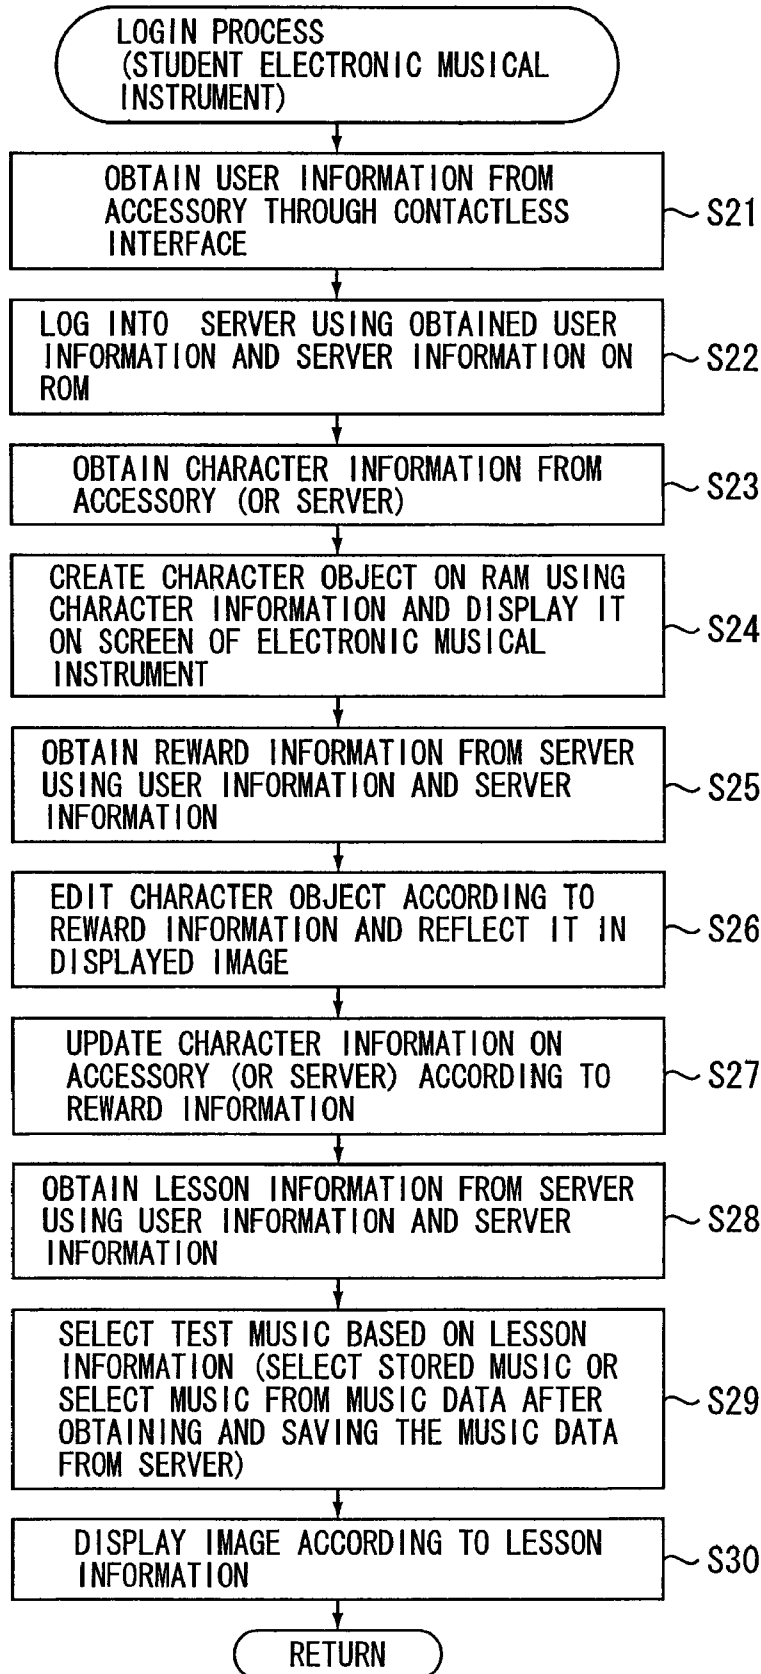 LOGIN PROCESS
(STUDENT ELECTRONIC MUSICAL
INSTRUMENT)
OBTAIN USER INFORMATION FROM
ACCESSORY THROUGH CONTACTLESS
INTERFACE
S21
LOG INTO SERVER USING OBTAINED USER
INFORMATION AND SERVER INFORMATION ON
ROM
S22
OBTAIN CHARACTER INFORMATION FROM
ACCESSORY (OR SERVER)
S23
CREATE CHARACTER OBJECT ON RAM USING
CHARACTER INFORMATION AND DISPLAY IT
ON SCREEN OF ELECTRONIC MUSICAL
INSTRUMENT
S24
OBTAIN REWARD INFORMATION FROM SERVER
USING USER INFORMATION AND SERVER
INFORMATION
S25
EDIT CHARACTER OBJECT ACCORDING TO
REWARD INFORMATION AND REFLECT IT IN
DISPLAYED IMAGE
S26
UPDATE CHARACTER INFORMATION ON
ACCESSORY (OR SERVER) ACCORDING TO
REWARD INFORMATION
S27
OBTAIN LESSON INFORMATION FROM SERVER
USING USER INFORMATION AND SERVER
INFORMATION
S28
SELECT TEST MUSIC BASED ON LESSON
INFORMATION (SELECT STORED MUSIC OR
SELECT MUSIC FROM MUSIC DATA AFTER
OBTAINING AND SAVING THE MUSIC DATA
FROM SERVER)
S29
DISPLAY IMAGE ACCORDING TO LESSON
INFORMATION
S30
RETURN